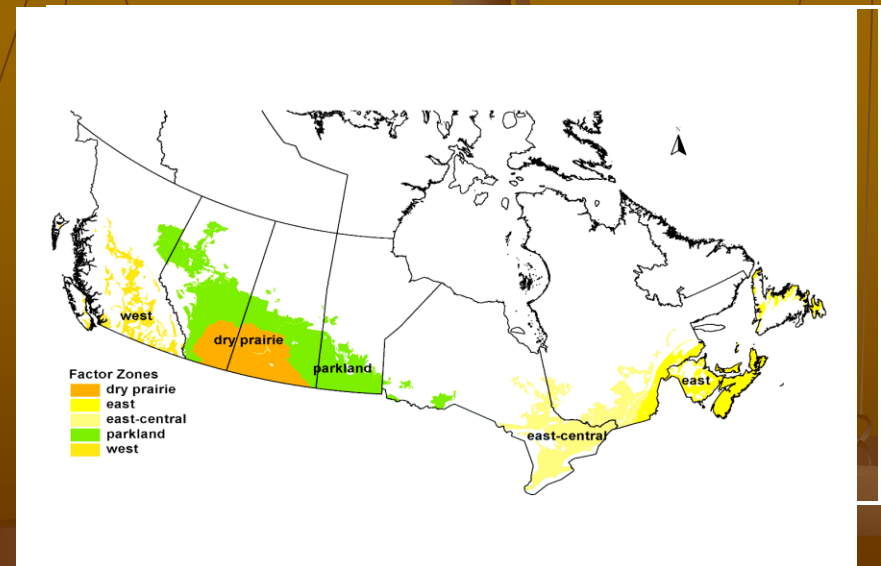 N
west
dry prairie
parkland
east
east-central
Factor Zones
dry prairie
east
east-central
parkland
west